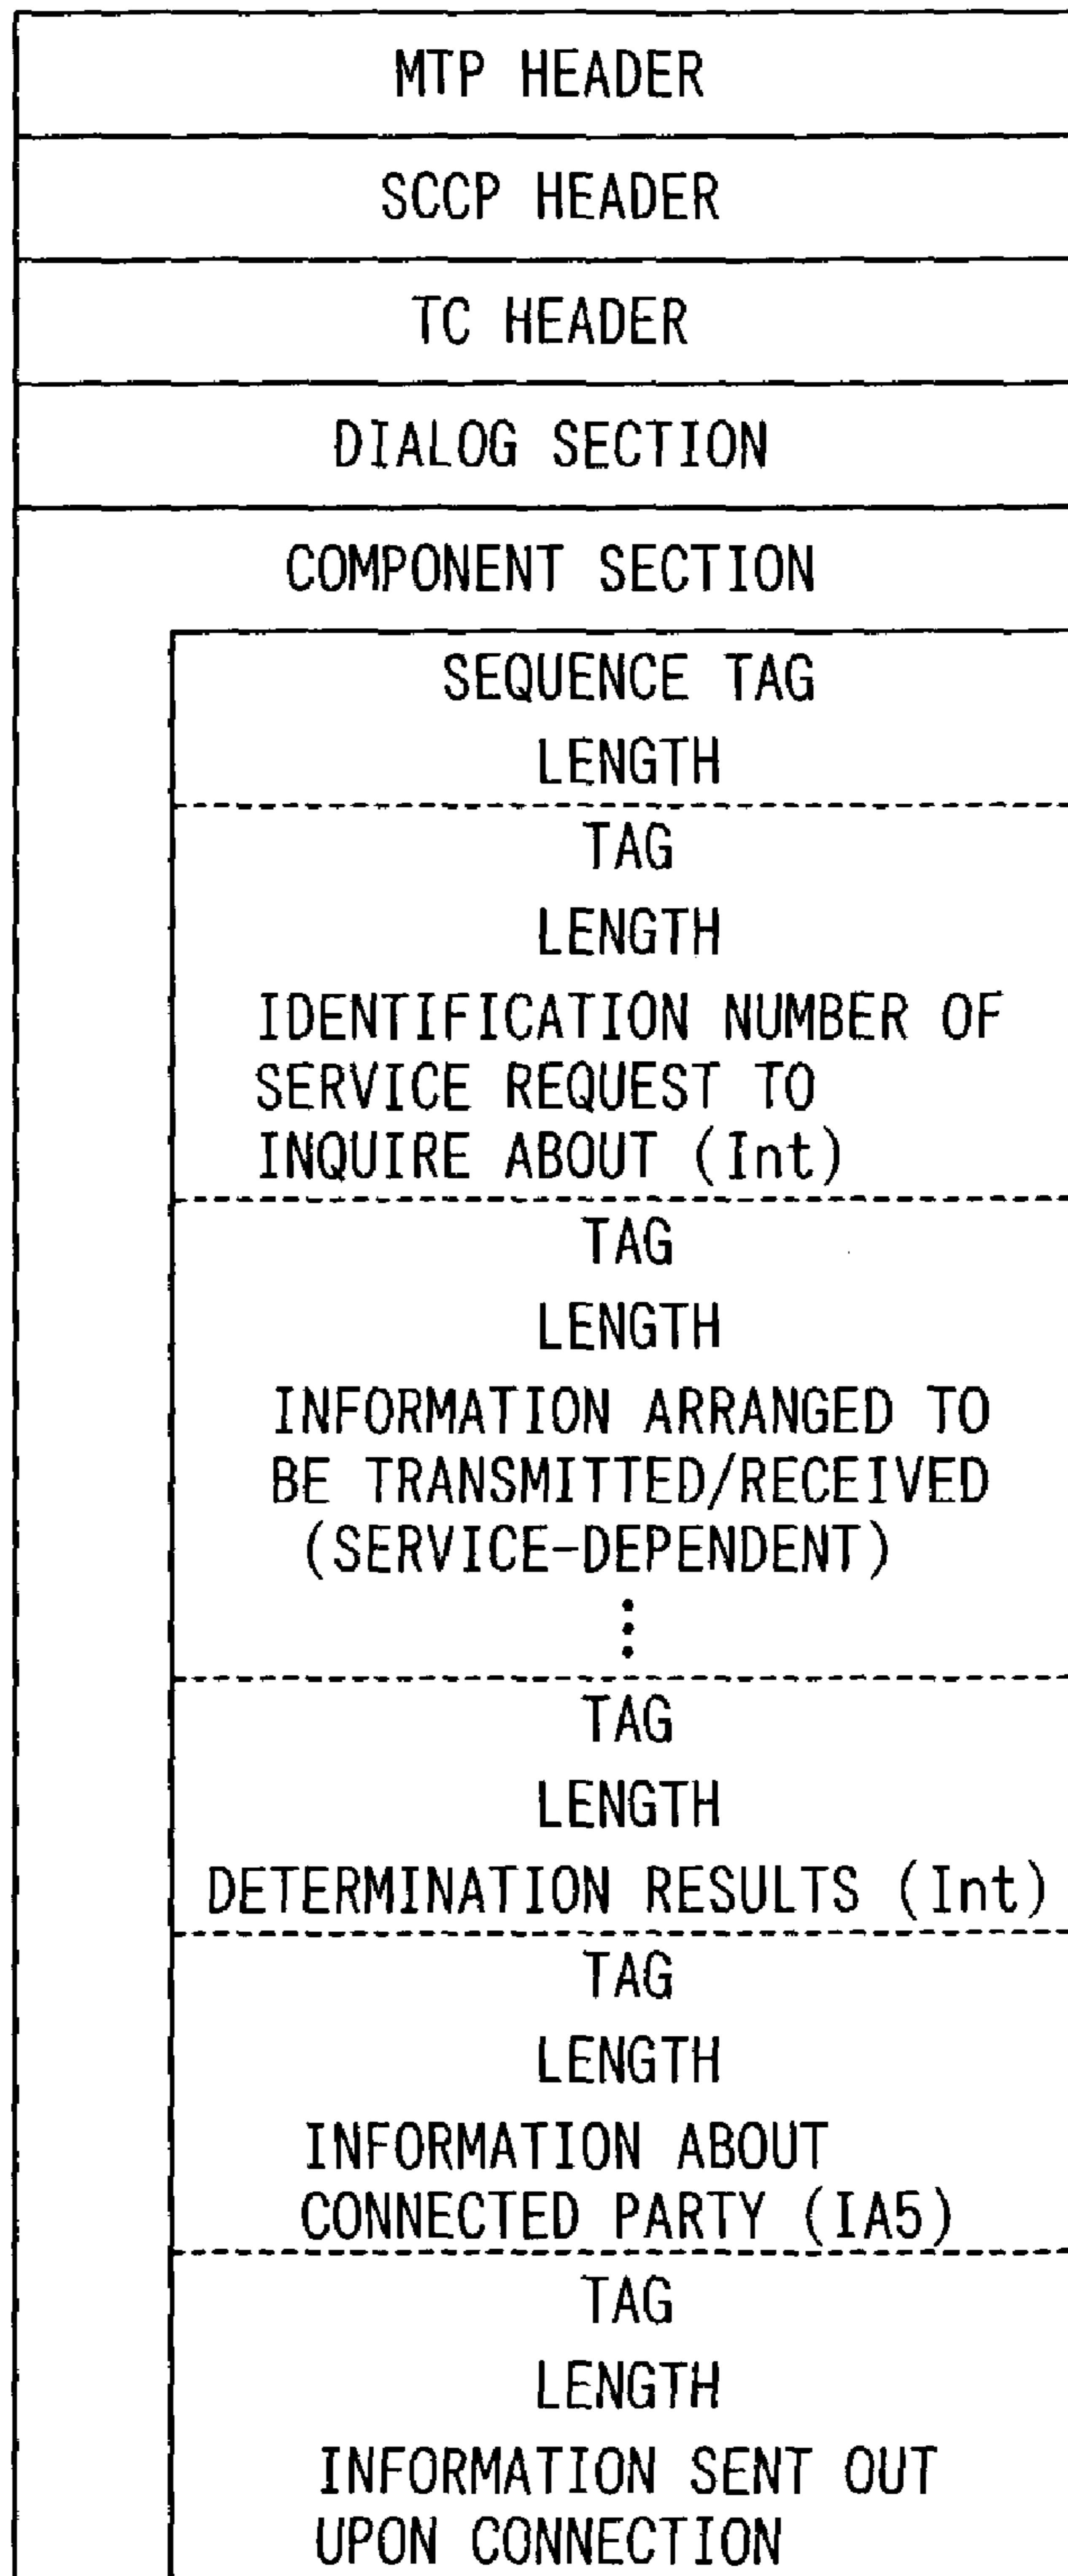 MTP HEADER
SCCP HEADER
TC HEADER
DIALOG SECTION
COMPONENT SECTION
SEQUENCE TAG
LENGTH
TAG
LENGTH
IDENTIFICATION NUMBER OF
SERVICE REQUEST TO
INQUIRE ABOUT (Int)
TAG
LENGTH
INFORMATION ARRANGED TO
BE TRANSMITTED/RECEIVED
(SERVICE-DEPENDENT)
TAG
LENGTH
DETERMINATION RESULTS (Int)
TAG
LENGTH
INFORMATION ABOUT
CONNECTED PARTY (IA5)
TAG
LENGTH
INFORMATION SENT OUT
UPON CONNECTION